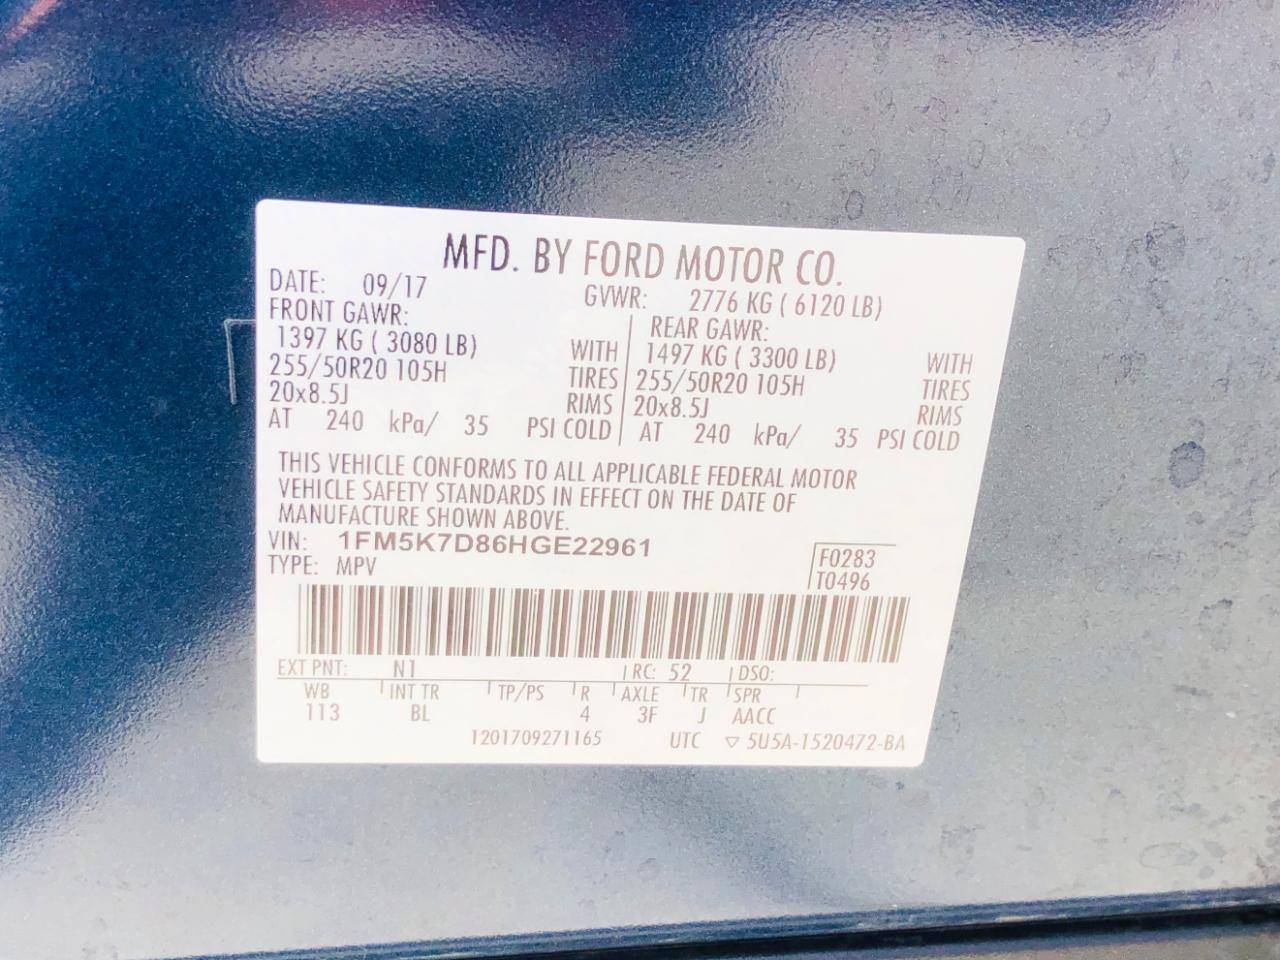 MFD. BY FORD MOTOR CO.
DATE: 09/17 GVWR: 2776 KG ( 6120 LB)
FRONT GAWR: REAR GAWR:
1397 KG ( 3080 LB) WITH 1497 KG ( 3300 LB) WITH
255/50R20 105H TIRES 255/50R20 105H TIRES
20x8.5J RIMS 20x8.5J RIMS
AT 240 kPa/ 35 PSI COLD AT 240 kPa/ 35 PSI COLD
THIS VEHICLE CONFORMS TO ALL APPLICABLE FEDERAL MOTOR
VEHICLE SAFETY STANDARDS IN EFFECT ON THE DATE OF
MANUFACTURE SHOWN ABOVE.
VIN: 1FM5K7D86HGE22961
TYPE: MPV
F0283
T0496
EXT PNT: N1 RC: 52 DSO:
WB INT TR TP/PS R AXLE TR SPR
113 BL 4 3F J AACC
1201709271165 UTC ▽ 5U5A-1520472-BA